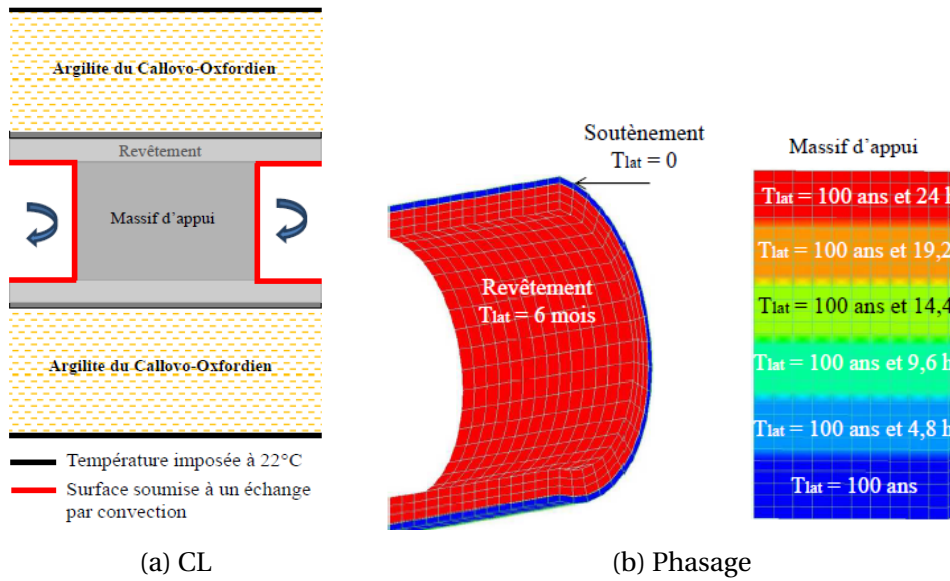 Argilite du Callovo-Oxfordien
Revêtement
Massif d'appui
Argilite du Callovo-Oxfordien
Température imposée à 22°C
Surface soumise à un échange
par convection
(a) CL
Soutènement
Tlat = 0
Revêtement
Tlat = 6 mois
Massif d'appui
Tlat = 100 ans et 24
Tlat = 100 ans et 19,2
Tlat = 100 ans et 14,4
Tlat = 100 ans et 9,6 h
Tlat = 100 ans et 4,8 h
Tlat = 100 ans
(b) Phasage